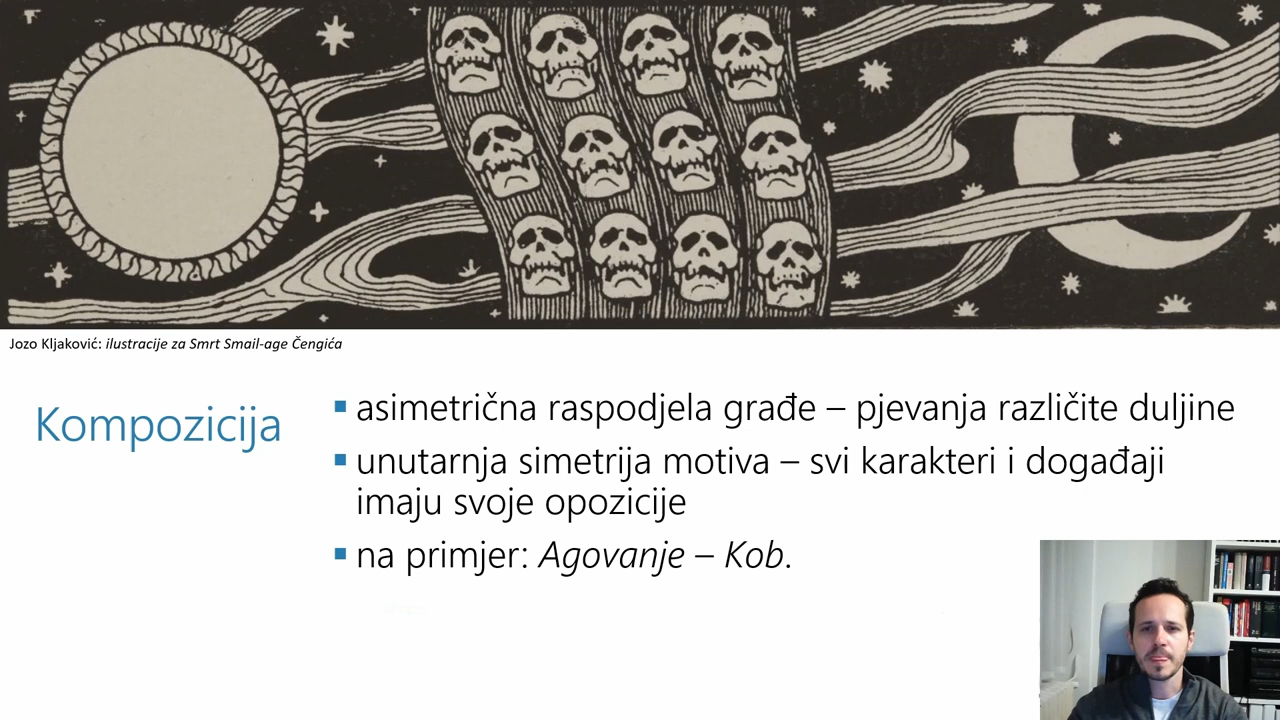 Jozo Kljaković: ilustracije za Smrt Smail-age Čengića
Kompozicija
▪ asimetrična raspodjela građe – pjevanja različite duljine
▪ unutarnja simetrija motiva – svi karakteri i događaji
imaju svoje opozicije
▪ na primjer: Agovanje – Kob.